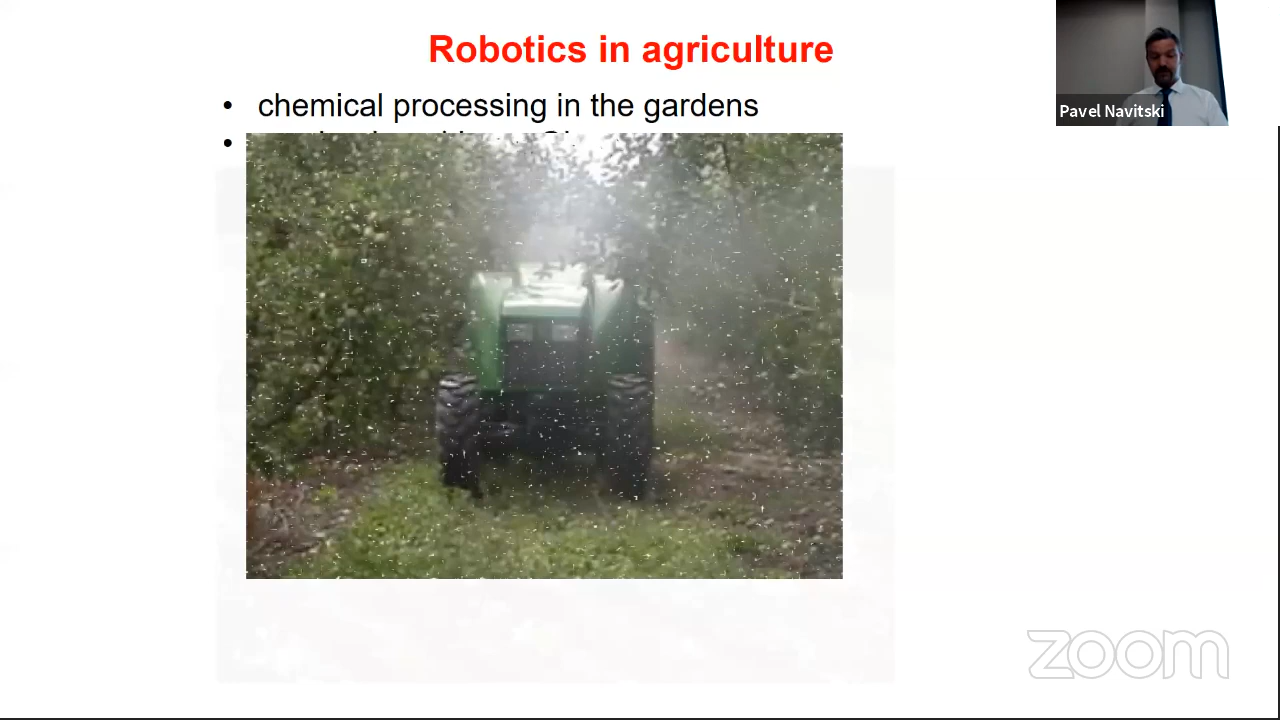 Robotics in agriculture
• chemical processing in the gardens
•
Pavel Navitski
zoom